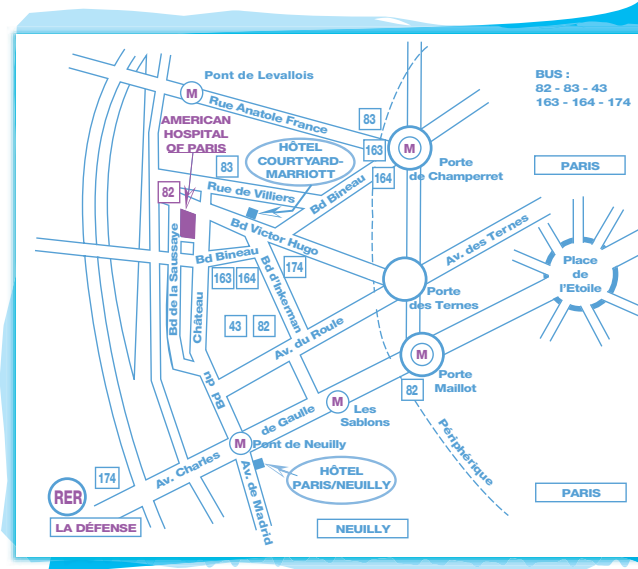 Pont de Levallois
BUS :
82 - 83 - 43
163 - 164 - 174
M
Rue Anatole France
AMERICAN
HOSPITAL
OF PARIS
83
HÔTEL
COURTYARD-
MARRIOTT
163
M
Porte
de Champerret
PARIS
83
164
82
Rue de Villiers
Bd Bineau
Bd Victor Hugo
Av. des Ternes
Bd de la Saussaye
Bd Bineau
Place
de
l'Etoile
174
163
164
Bd d'Inkerman
Château
Porte
des Ternes
43
82
Av. du Roule
M
Bd du
Porte
Maillot
82
M
Les
Sablons
de Gaulle
M
Pont de Neuilly
Périphérique
Av. Charles
174
HÔTEL
PARIS/NEUILLY
RER
Av. de Madrid
PARIS
LA DÉFENSE
NEUILLY